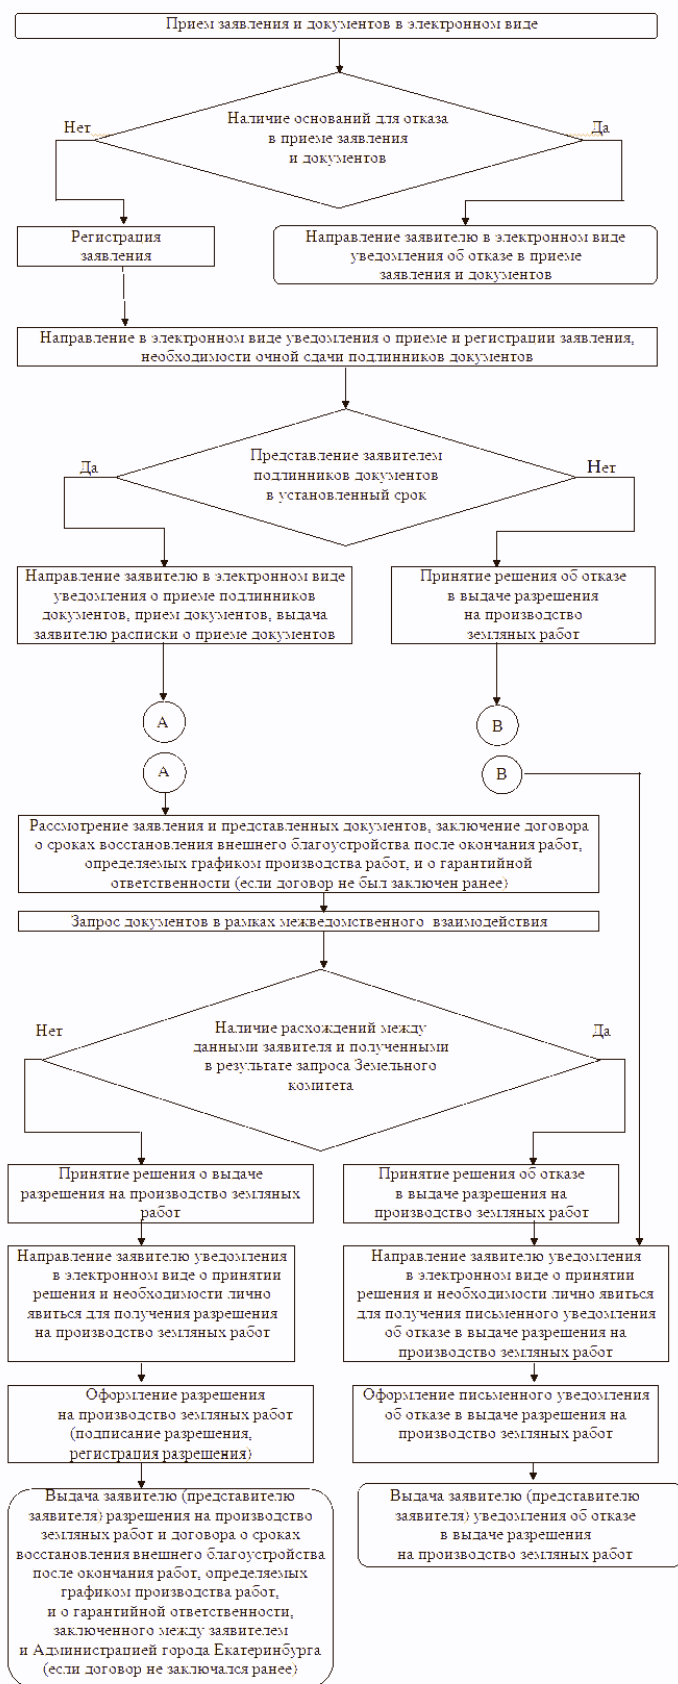 Прием заявления и документов в электронном виде
Наличие оснований для отказа
в приеме заявления
и документов
Нет
Да
Регистрация
заявления
Направление заявителю в электронном виде
уведомления об отказе в приеме
заявления и документов
Направление в электронном виде уведомления о приеме и регистрации заявления,
необходимости очной сдачи подлинников документов
Представление заявителем
подлинников документов
в установленный срок
Да
Нет
Направление заявителю в электронном виде
уведомления о приеме подлинников
документов, прием документов, выдача
заявителю расписки о приеме документов
Принятие решения об отказе
в выдаче разрешения
на производство
земляных работ
А
В
А
В
Рассмотрение заявления и представленных документов, заключение договора
о сроках восстановления внешнего благоустройства после окончания работ,
определяемых графиком производства работ, и о гарантийной
ответственности (если договор не был заключен ранее)
Запрос документов в рамках межведомственного взаимодействия
Наличие расхождений между
данными заявителя и полученными
в результате запроса Земельного
комитета
Нет
Да
Принятие решения о выдаче
разрешения на производство земляных
работ
Принятие решения об отказе
в выдаче разрешения на
производство земляных работ
Направление заявителю уведомления
в электронном виде о принятии
решения и необходимости лично
явиться для получения разрешения
на производство земляных работ
Направление заявителю уведомления
в электронном виде о принятии
решения и необходимости лично явиться
для получения письменного уведомления
об отказе в выдаче разрешения на
производство земляных работ
Оформление разрешения
на производство земляных работ
(подписание разрешения,
регистрация разрешения)
Оформление письменного уведомления
об отказе в выдаче разрешения на
производство земляных работ
Выдача заявителю (представителю
заявителя) разрешения на производство
земляных работ и договора о сроках
восстановления внешнего благоустройства
после окончания работ, определяемых
графиком производства работ,
и о гарантийной ответственности,
заключенного между заявителем
и Администрацией города Екатеринбурга
(если договор не заключался ранее)
Выдача заявителю (представителю
заявителя) уведомления об отказе
в выдаче разрешения
на производство земляных работ